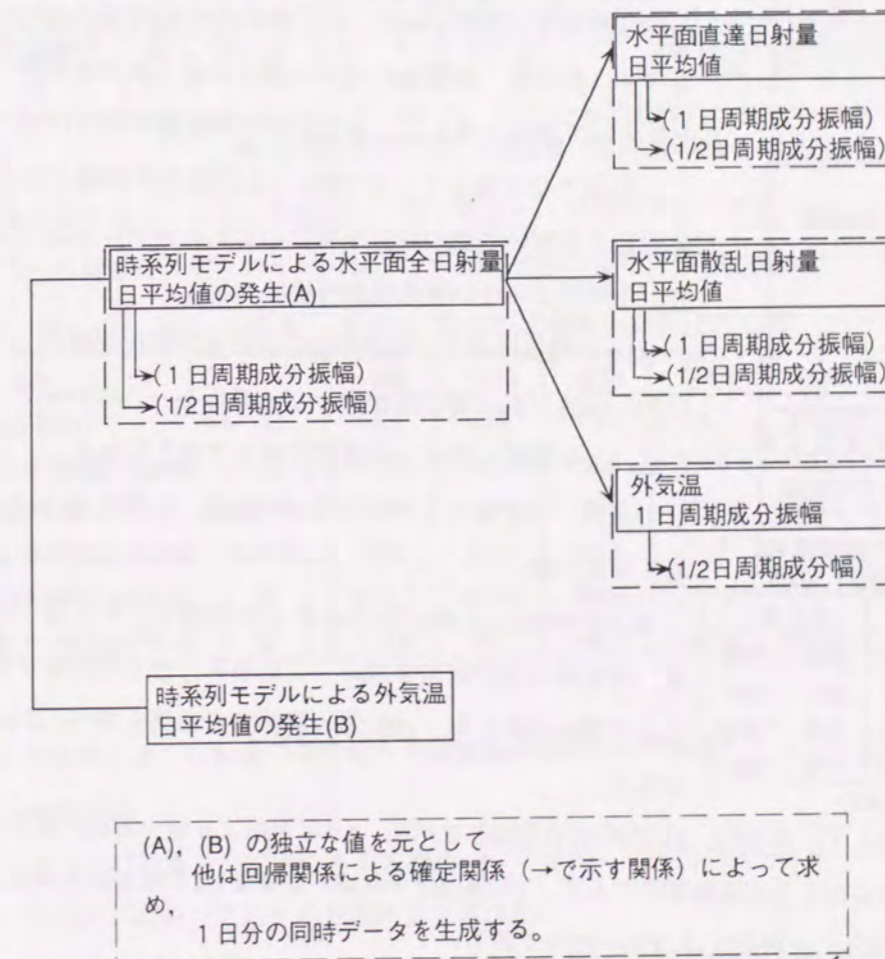 水平面直達日射量
日平均値
(1日周期成分振幅)
(1/2日周期成分振幅)
時系列モデルによる水平面全日射量
日平均値の発生(A)
(1日周期成分振幅)
(1/2日周期成分振幅)
水平面散乱日射量
日平均値
(1日周期成分振幅)
(1/2日周期成分振幅)
外気温
1日周期成分振幅
(1/2日周期成分幅)
時系列モデルによる外気温
日平均値の発生(B)
(A), (B) の独立な値を元として
他は回帰関係による確定関係（→で示す関係）によって求
め,
1日分の同時データを生成する。